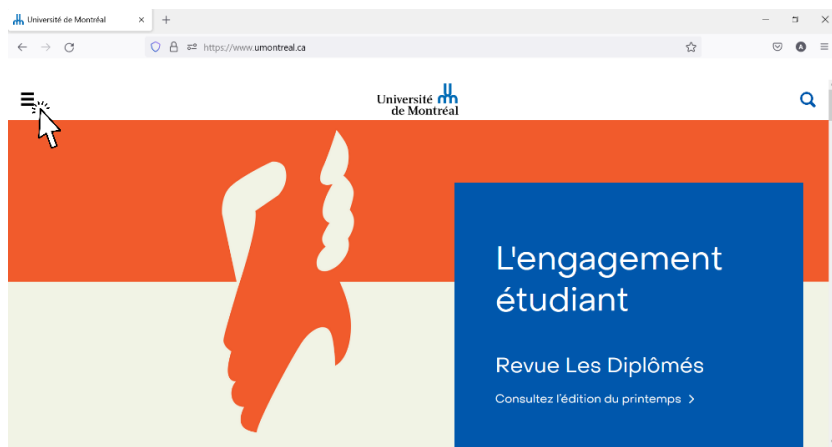 Université de Montréal
https://www.umontreal.ca
A
Université
de Montréal
L'engagement
étudiant
Revue Les Diplômés
Consultez l'édition du printemps >